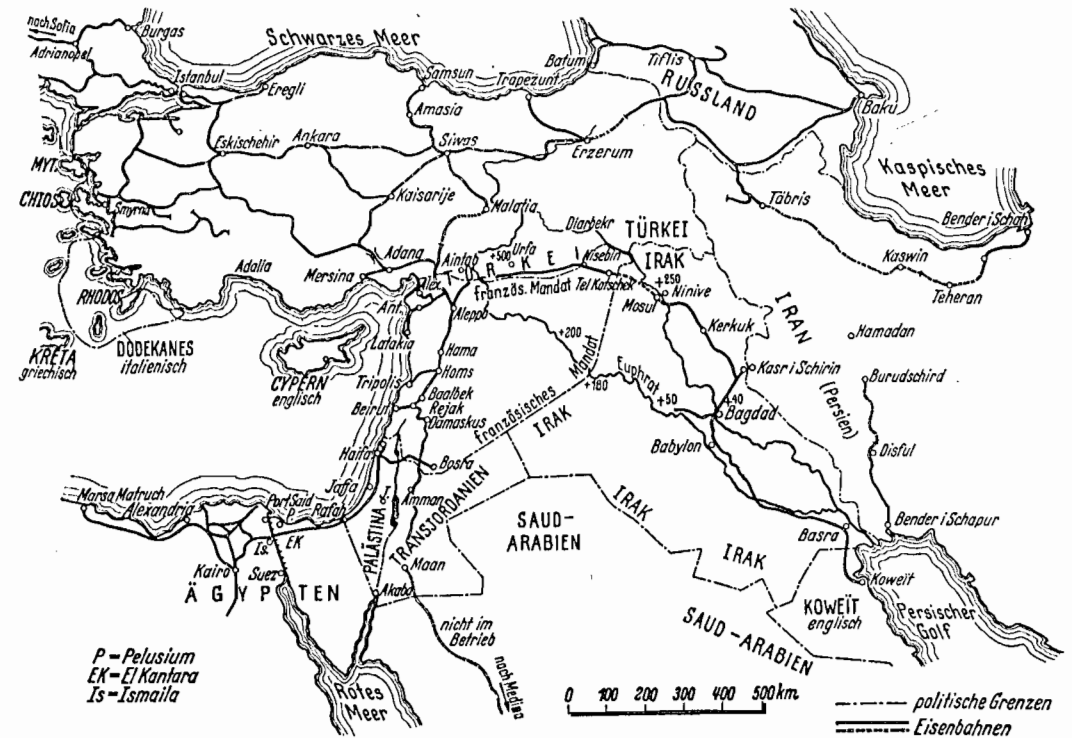 nach Sofia
Burgas
Adrianopel
Schwarzes Meer
Istanbul
Eregli
Samsun
Trapezunt
Batum
Tiflis
RUSSLAND
Baku
Amasia
Eskischehir
Ankara
Siwas
Erzerum
Kaspisches
Meer
MYT.
CHIOS
Smyrna
Kaisarije
Malatia
Diarbekr
TÜRKEI
Täbris
Bender i Schah
Kaswin
Teheran
Adana
Mersina
Aintab
+500
Urfa
Nisebin
IRAK
TÜRKEI
Alex.
französ. Mandat
Tel Kotschek
+250
Ninive
Mosul
Adalia
RHODOS
Ant.
Aleppo
IRAN
KRETA
griechisch
DODEKANES
italienisch
CYPERN
englisch
Latakia
Hama
Homs
+200
Mandat
Kerkuk
Hamadan
Kasr i Schirin
Tripolis
Baalbek
Rejak
Beirut
Damaskus
+180
Euphrat
+50
+40
Bagdad
(Persien)
Burudschird
französisches
IRAK
Babylon
Disful
Haifa
Bosra
Jaffa
J.
Amman
Marsa Matruch
Alexandria
Port Said
P.
Rafah
PALÄSTINA
TRANSJORDANIEN
SAUD-
ARABIEN
IRAK
Basra
Bender i Schapur
Is.
EK
Kairo
Suez
Maan
IRAK
ÄGYPTEN
Akaba
KOWEÏT
englisch
Koweït
Persischer
Golf
nicht im
Betrieb
SAUD-ARABIEN
nach Medina
Rotes
Meer
P = Pelusium
EK = El Kantara
Is = Ismaila
0 100 200 300 400 500 km
politische Grenzen
Eisenbahnen